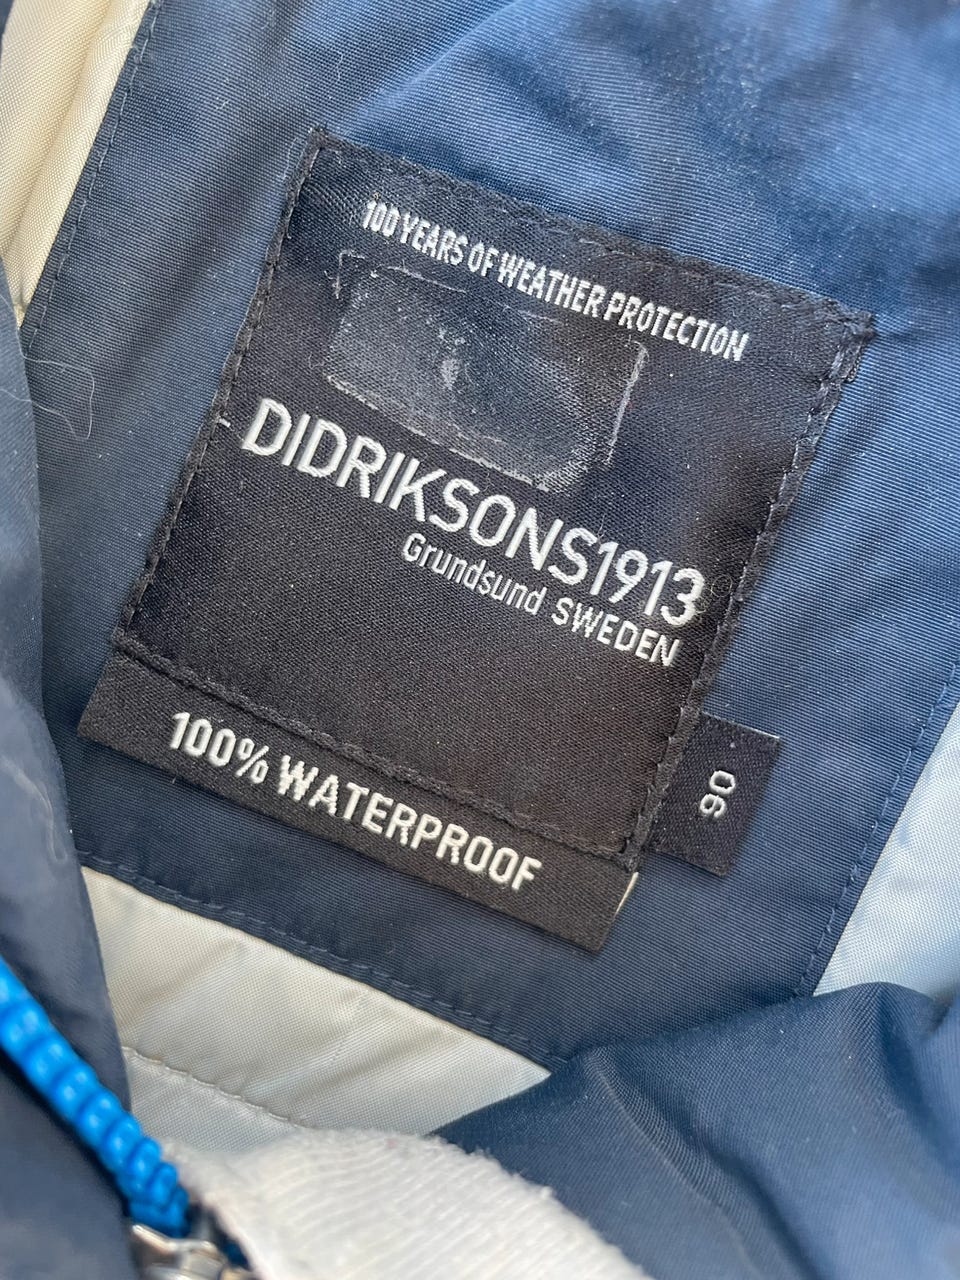 100 YEARS OF WEATHER PROTECTION
DIDRIKSONS1913
Grundsund SWEDEN
100% WATERPROOF
90